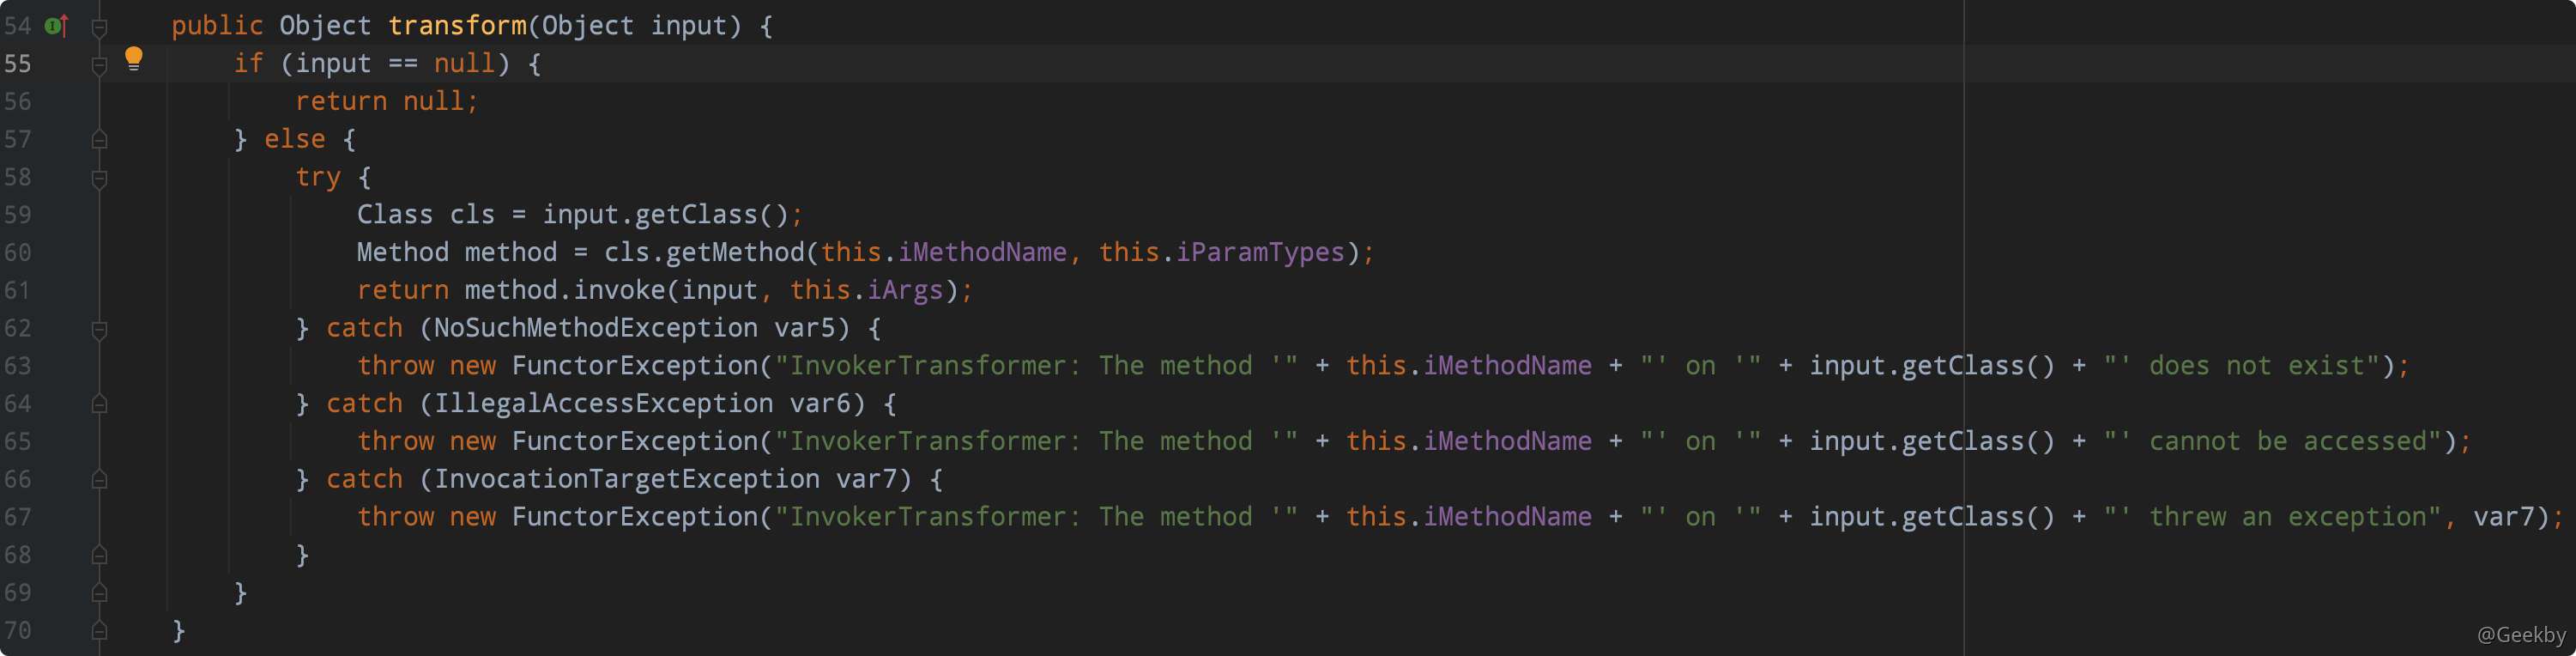 54 public Object transform(Object input) {
55 if (input == null) {
56 return null;
57 } else {
58 try {
59 Class cls = input.getClass();
60 Method method = cls.getMethod(this.iMethodName, this.iParamTypes);
61 return method.invoke(input, this.iArgs);
62 } catch (NoSuchMethodException var5) {
63 throw new FunctorException("InvokerTransformer: The method '" + this.iMethodName + "' on '" + input.getClass() + "' does not exist");
64 } catch (IllegalAccessException var6) {
65 throw new FunctorException("InvokerTransformer: The method '" + this.iMethodName + "' on '" + input.getClass() + "' cannot be accessed");
66 } catch (InvocationTargetException var7) {
67 throw new FunctorException("InvokerTransformer: The method '" + this.iMethodName + "' on '" + input.getClass() + "' threw an exception", var7);
68 }
69 }
70 }
@Geekby